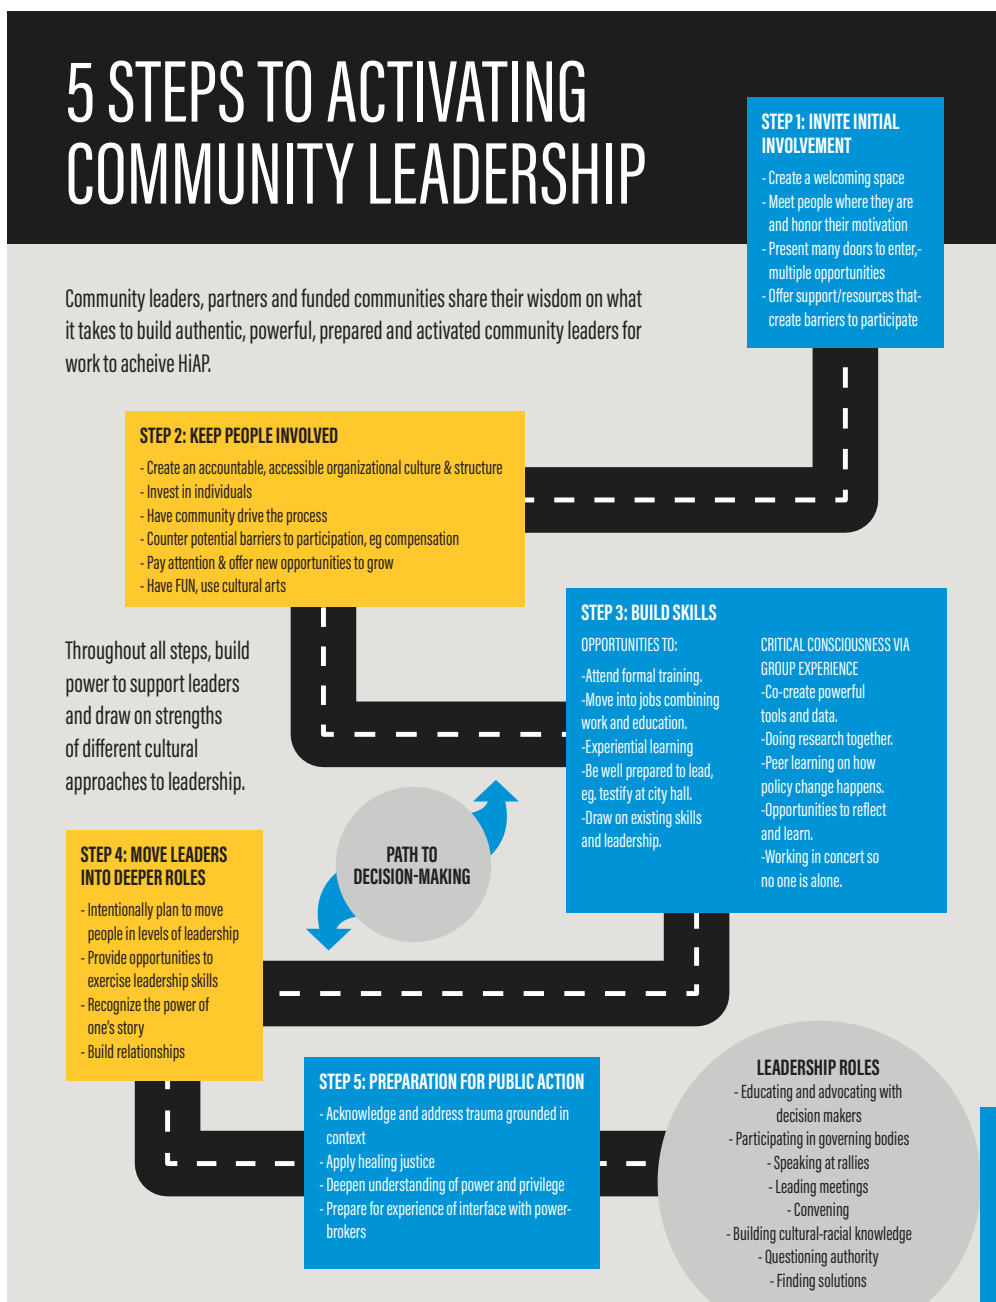 5 STEPS TO ACTIVATING
COMMUNITY LEADERSHIP
STEP 1: INVITE INITIAL
INVOLVEMENT
- Create a welcoming space
- Meet people where they are
and honor their motivation
- Present many doors to enter,-
multiple opportunities
- Offer support/resources that-
create barriers to participate
Community leaders, partners and funded communities share their wisdom on what
it takes to build authentic, powerful, prepared and activated community leaders for
work to acheive HiAP.
STEP 2: KEEP PEOPLE INVOLVED
- Create an accountable, accessible organizational culture & structure
- Invest in individuals
- Have community drive the process
- Counter potential barriers to participation, eg compensation
- Pay attention & offer new opportunities to grow
- Have FUN, use cultural arts
Throughout all steps, build
power to support leaders
and draw on strengths
of different cultural
approaches to leadership.
STEP 3: BUILD SKILLS
OPPORTUNITIES TO:
-Attend formal training.
-Move into jobs combining
work and education.
-Experiential learning
-Be well prepared to lead,
eg. testify at city hall.
-Draw on existing skills
and leadership.
CRITICAL CONSCIOUSNESS VIA
GROUP EXPERIENCE
-Co-create powerful
tools and data.
-Doing research together.
-Peer learning on how
policy change happens.
-Opportunities to reflect
and learn.
-Working in concert so
no one is alone.
PATH TO
DECISION-MAKING
STEP 4: MOVE LEADERS
INTO DEEPER ROLES
- Intentionally plan to move
people in levels of leadership
- Provide opportunities to
exercise leadership skills
- Recognize the power of
one's story
- Build relationships
STEP 5: PREPARATION FOR PUBLIC ACTION
- Acknowledge and address trauma grounded in
context
- Apply healing justice
- Deepen understanding of power and privilege
- Prepare for experience of interface with power-
brokers
LEADERSHIP ROLES
- Educating and advocating with
decision makers
- Participating in governing bodies
- Speaking at rallies
- Leading meetings
- Convening
- Building cultural-racial knowledge
- Questioning authority
- Finding solutions